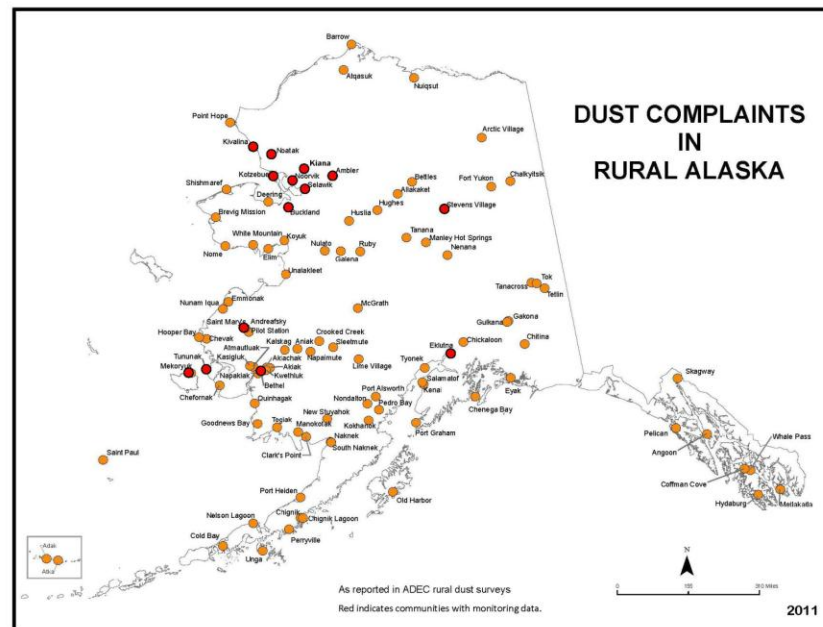 DUST COMPLAINTS
IN
RURAL ALASKA
Barrow
Atqasuk
Nuiqsut
Point Hope
Arctic Village
Kivalina
Noatak
Kiana
Kotzebue
Noorvik
Ambler
Selawik
Bettles
Fort Yukon
Chalkyitsik
Shishmaref
Allakaket
Deering
Hughes
Stevens Village
Buckland
Brevig Mission
Huslia
White Mountain
Koyuk
Tanana
Manley Hot Springs
Nulato
Ruby
Nenana
Nome
Elim
Galena
Unalakleet
Tok
Tanacross
Tetlin
Emmonak
Nunam Iqua
McGrath
Saint Marys
Andreafsky
Pilot Station
Gakona
Gulkana
Hooper Bay
Chevak
Crooked Creek
Kalskag
Aniak
Sleetmute
Eklutna
Chickaloon
Chitina
Atmautluak
Tununak
Kasigluk
Akiachak
Napaimute
Mekoryuk
Akiak
Lime Village
Tyonek
Napakiak
Kwethluk
Salamatof
Skagway
Bethel
Kenai
Eyak
Chefornak
Port Alsworth
Quinhagak
Nondalton
Pedro Bay
Chenega Bay
New Stuyahok
Goodnews Bay
Togiak
Manokotak
Kokhanok
Port Graham
Pelican
Naknek
Clark's Point
South Naknek
Angoon
Whale Pass
Saint Paul
Coffman Cove
Port Heiden
Old Harbor
Hydaburg
Metlakatla
Nelson Lagoon
Chignik
Chignik Lagoon
Cold Bay
Perryville
Unga
Adak
Atka
N
As reported in ADEC rural dust surveys
Red indicates communities with monitoring data.
0
2011